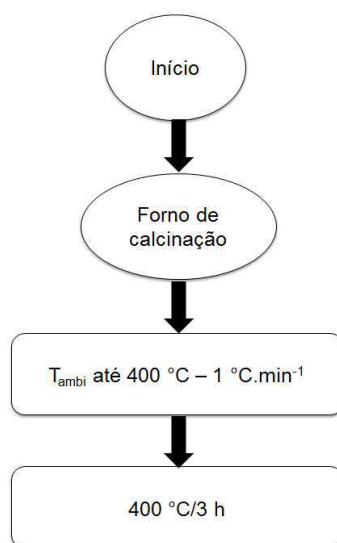 Início
Forno de
calcinação
Tambi até 400 °C – 1 °C.min-1
400 °C/3 h